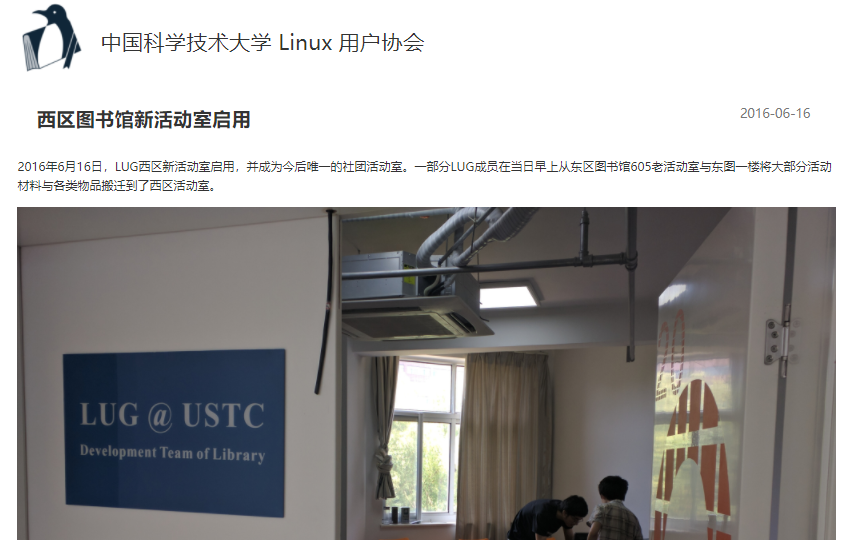 中国科学技术大学 Linux 用户协会
西区图书馆新活动室启用
2016-06-16
2016年6月16日，LUG西区新活动室启用，并成为今后唯一的社团活动室。一部分LUG成员在当日早上从东区图书馆605老活动室与东图一楼将大部分活动
材料与各类物品搬迁到了西区活动室。
LUG @ USTC
Development Team of Library